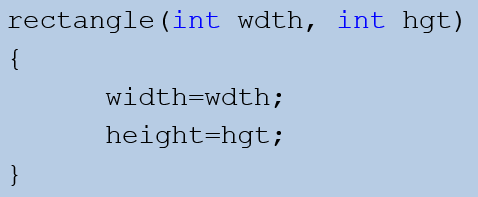 rectangle(int wdth, int hgt)
{
width=wdth;
height=hgt;
}